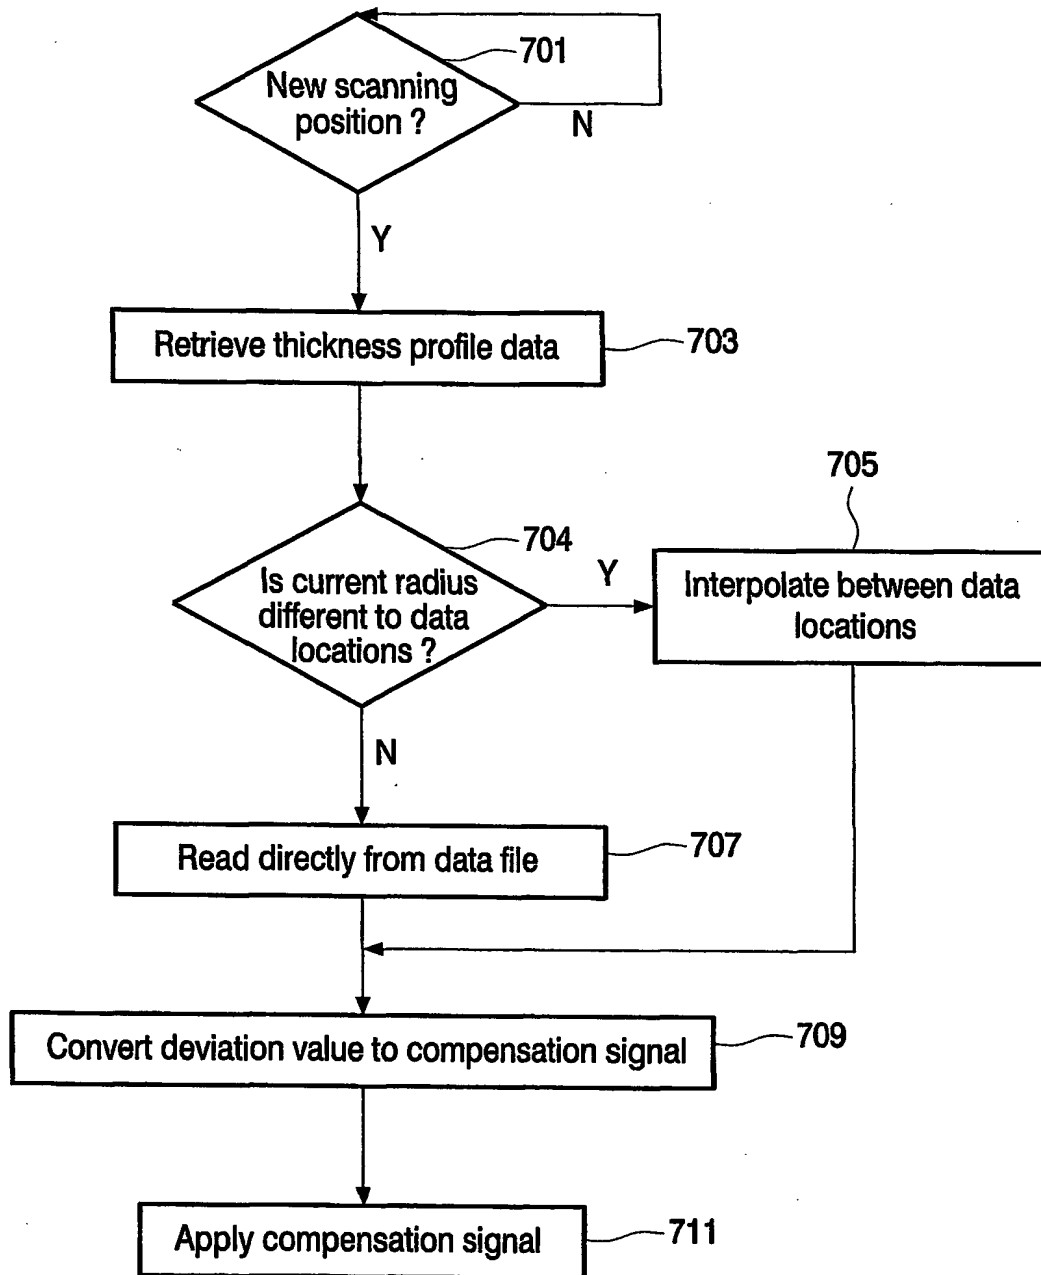 701
New scanning
position ?
N
Y
Retrieve thickness profile data
703
705
704
Is current radius
different to data
locations ?
Y
Interpolate between data
locations
N
Read directly from data file
707
Convert deviation value to compensation signal
709
Apply compensation signal
711